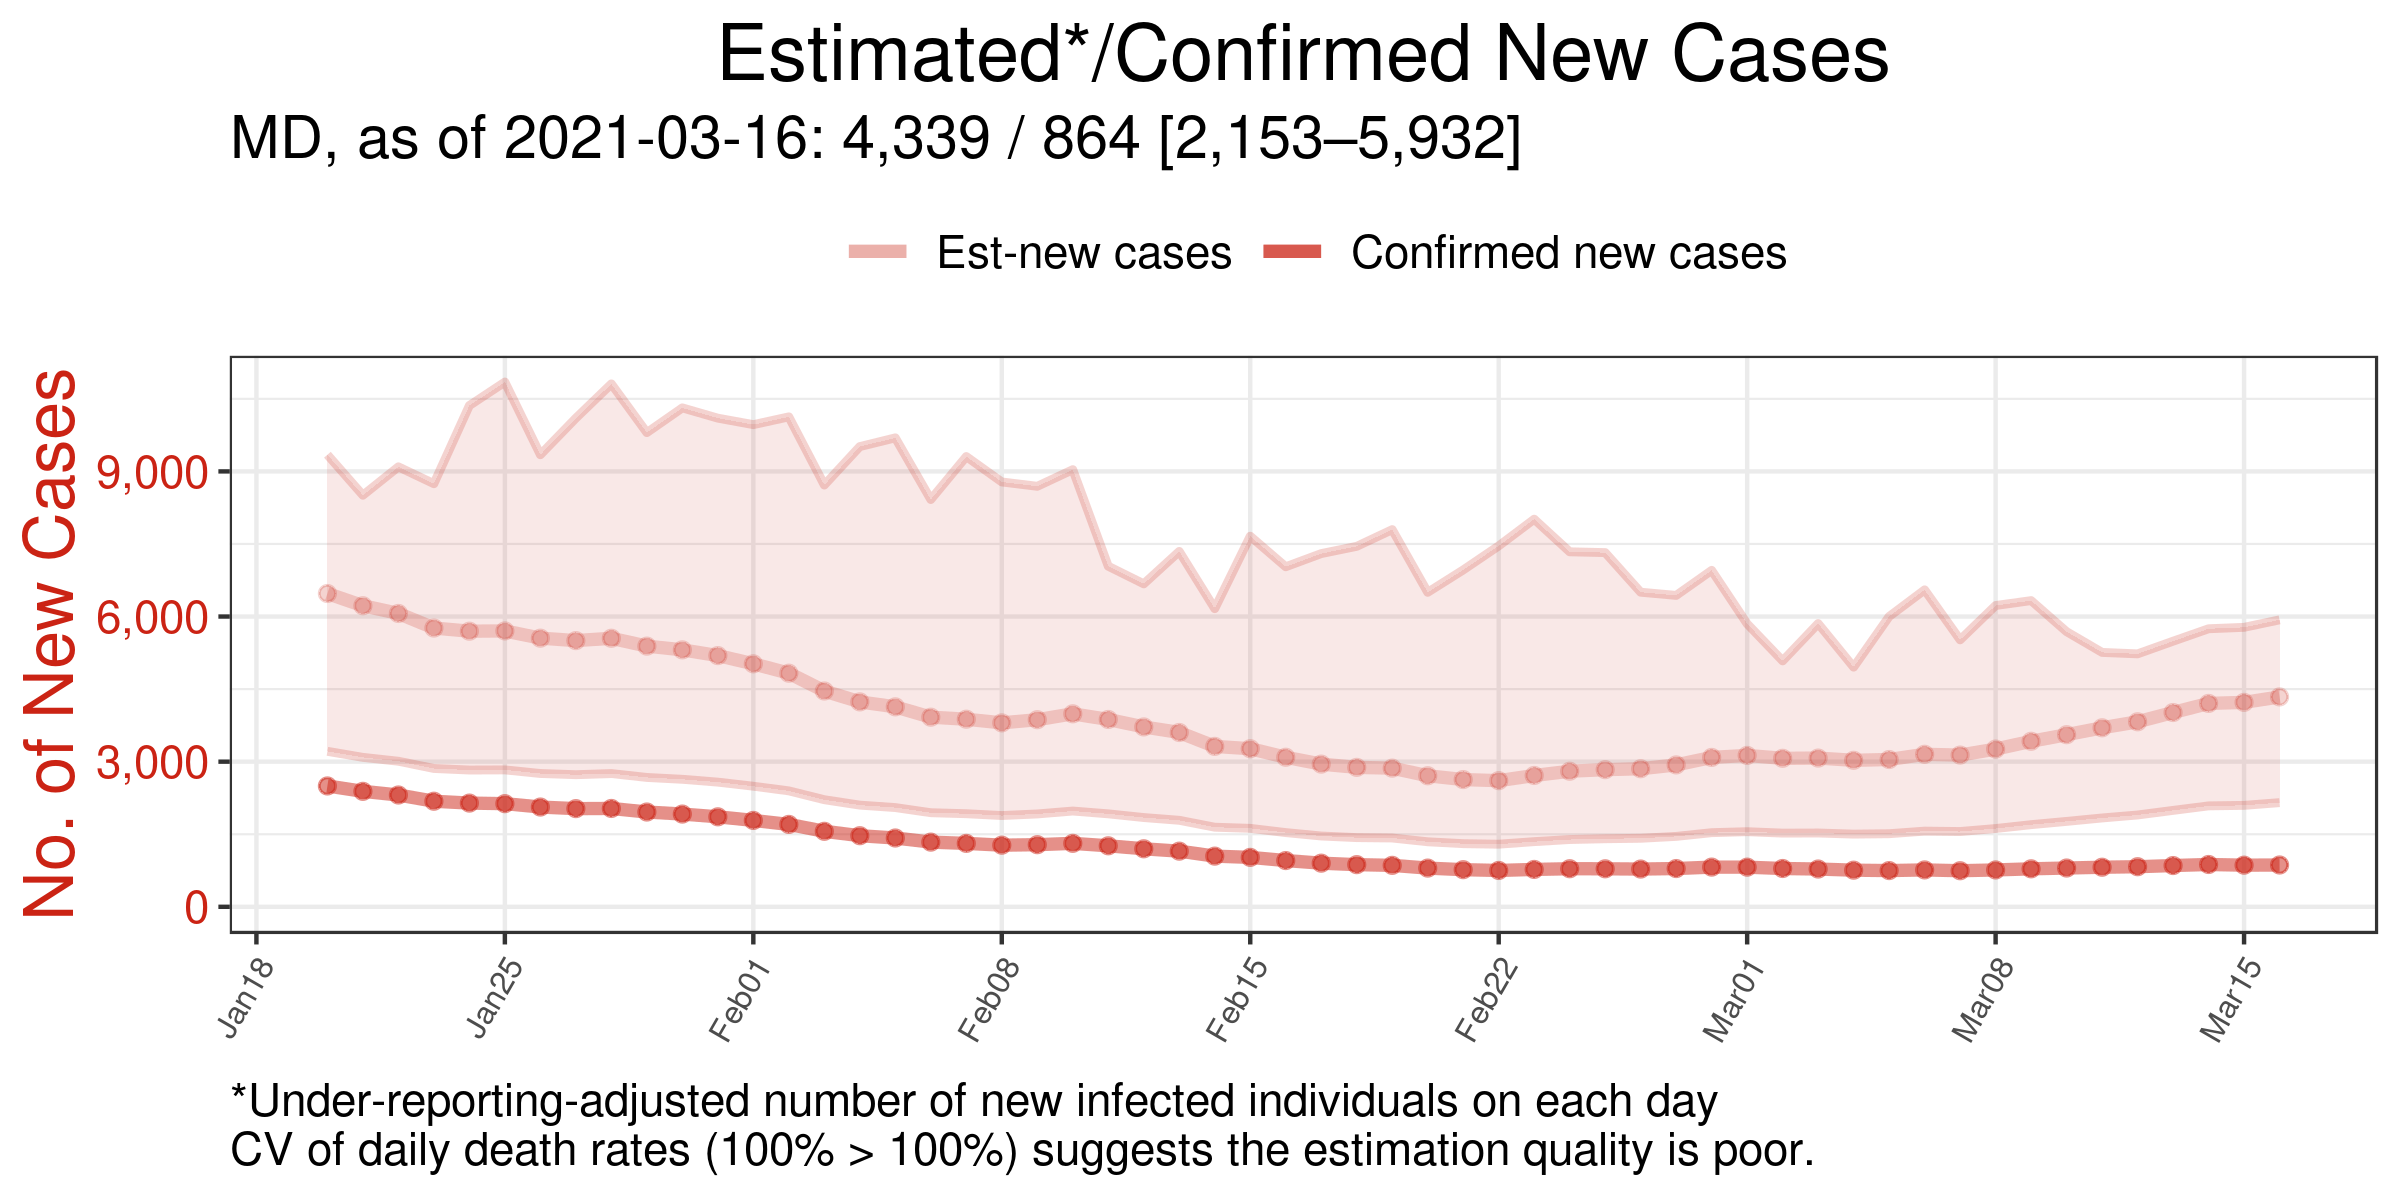 Estimated*/Confirmed New Cases
MD, as of 2021-03-16: 4,339 / 864 [2,153–5,932]
Est-new cases
Confirmed new cases
No. of New Cases
9,000
6,000
3,000
0
Jan18
Jan25
Feb01
Feb08
Feb15
Feb22
Mar01
Mar08
Mar15
*Under-reporting-adjusted number of new infected individuals on each day
CV of daily death rates (100% > 100%) suggests the estimation quality is poor.